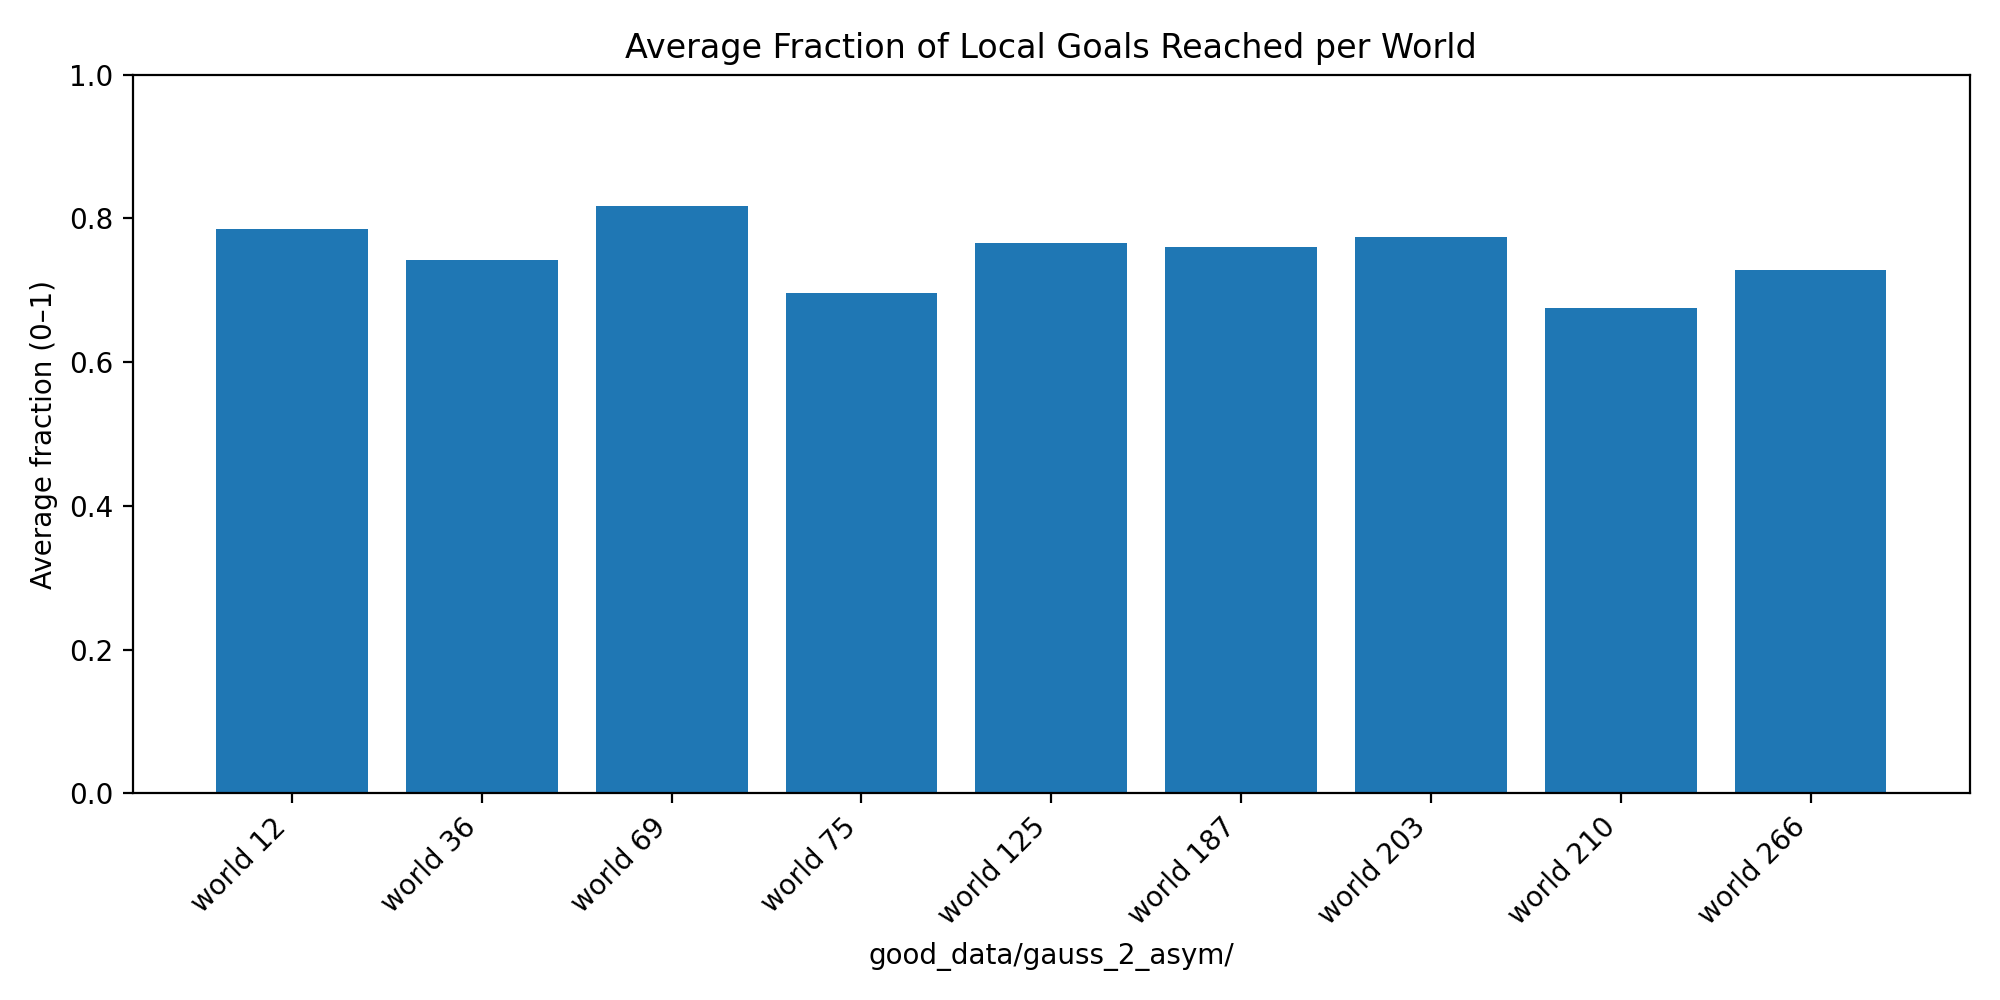 Average Fraction of Local Goals Reached per World
Average fraction (0–1)
1.0
0.8
0.6
0.4
0.2
0.0
world 12
world 36
world 69
world 75
world 125
world 187
world 203
world 210
world 266
good_data/gauss_2_asym/